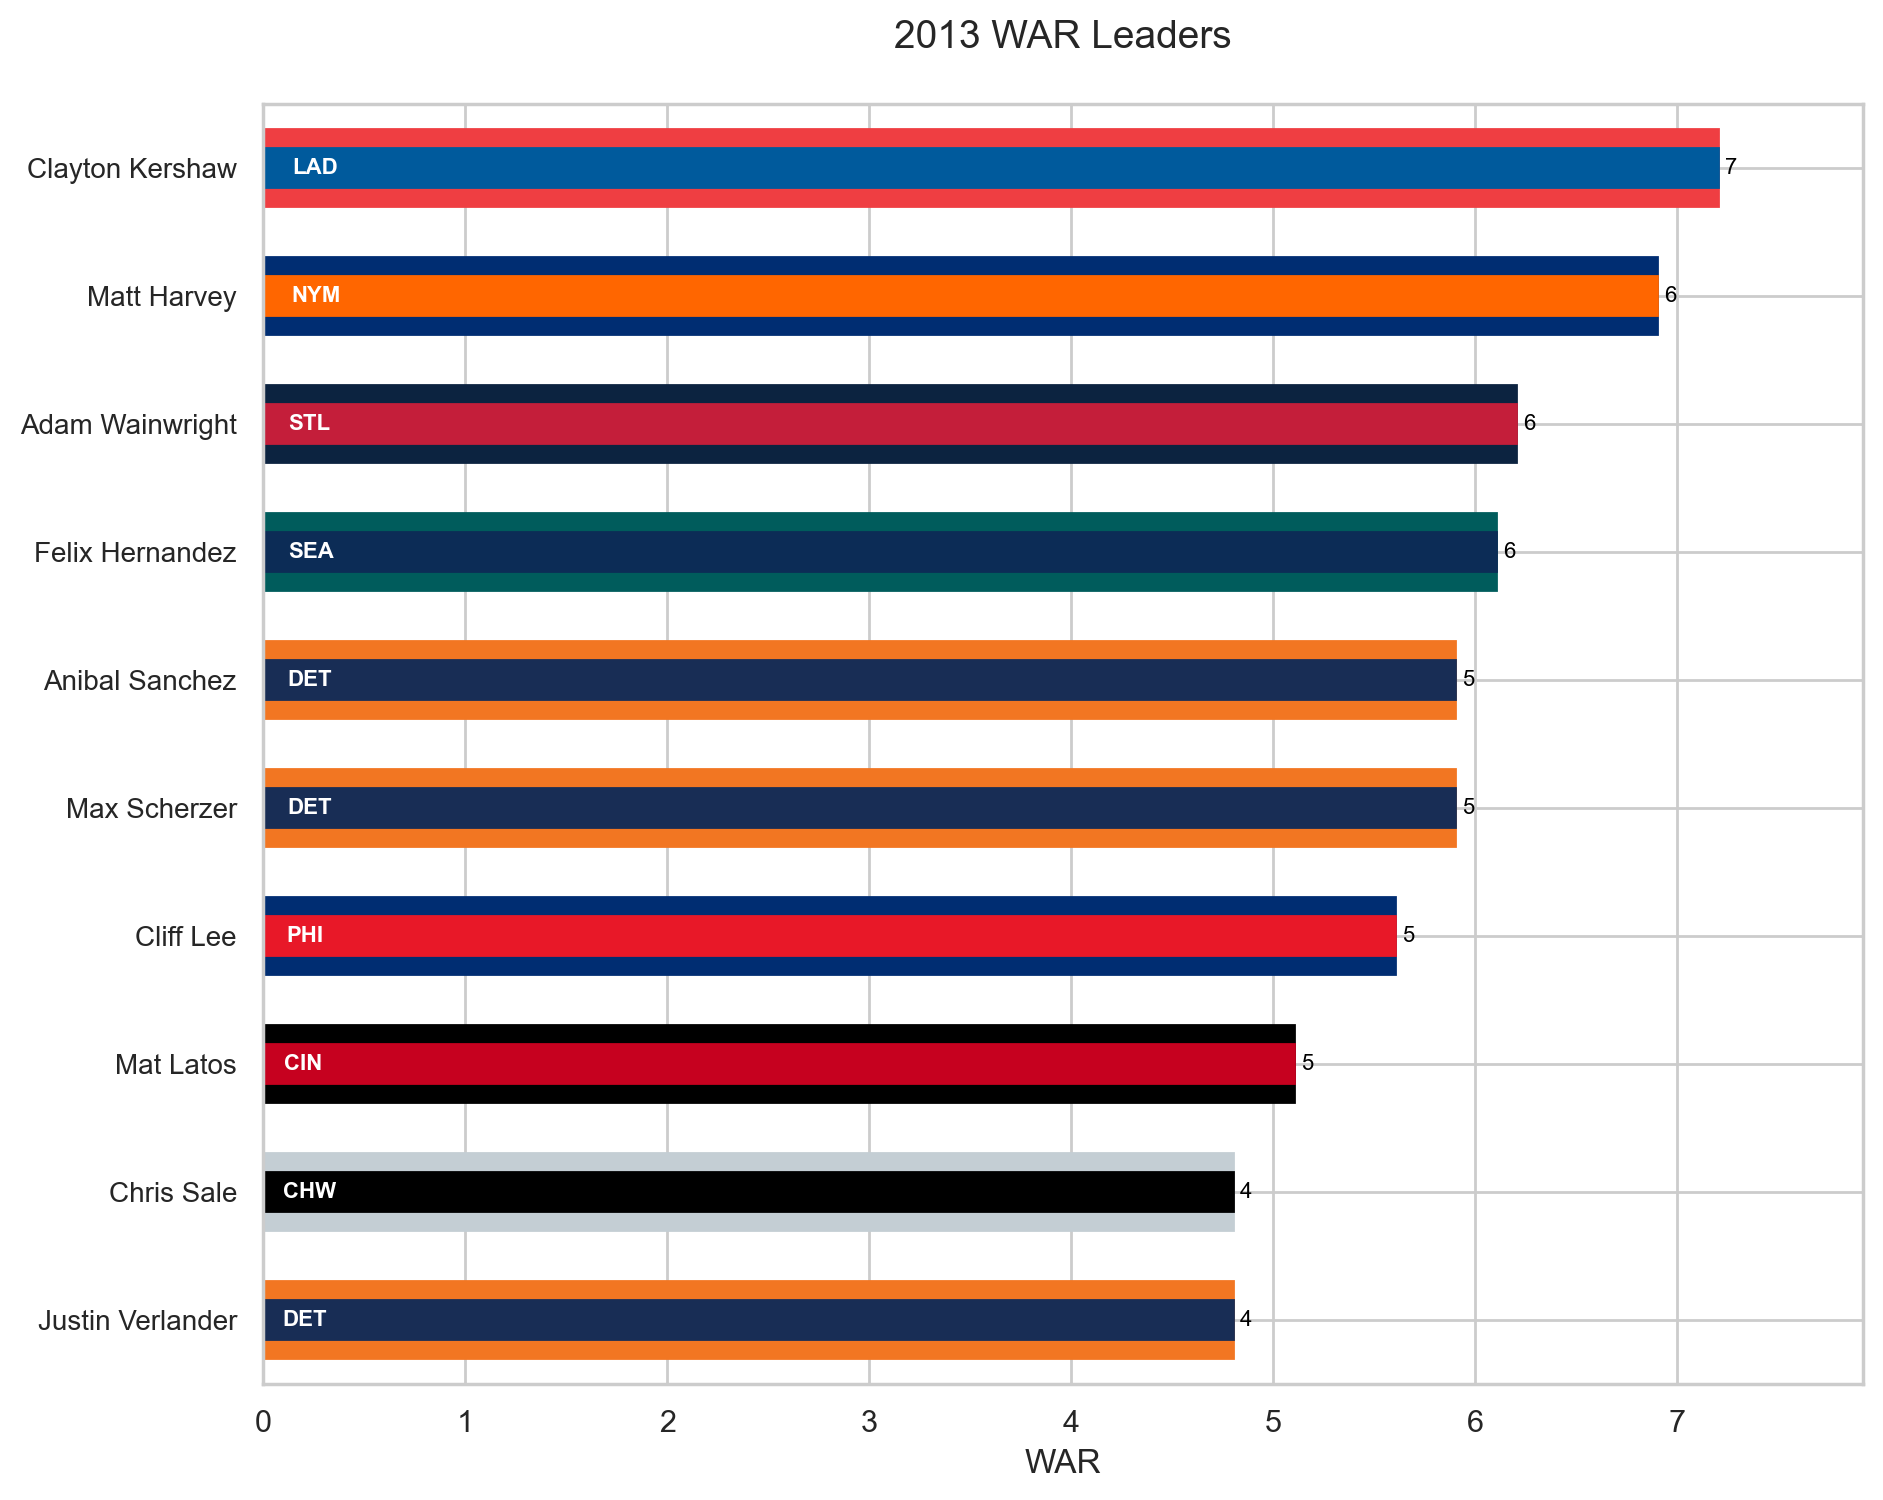 2013 WAR Leaders
Clayton Kershaw LAD 7
Matt Harvey NYM 6
Adam Wainwright STL 6
Felix Hernandez SEA 6
Anibal Sanchez DET 5
Max Scherzer DET 5
Cliff Lee PHI 5
Mat Latos CIN 5
Chris Sale CHW 4
Justin Verlander DET 4
0 1 2 3 4 5 6 7
WAR